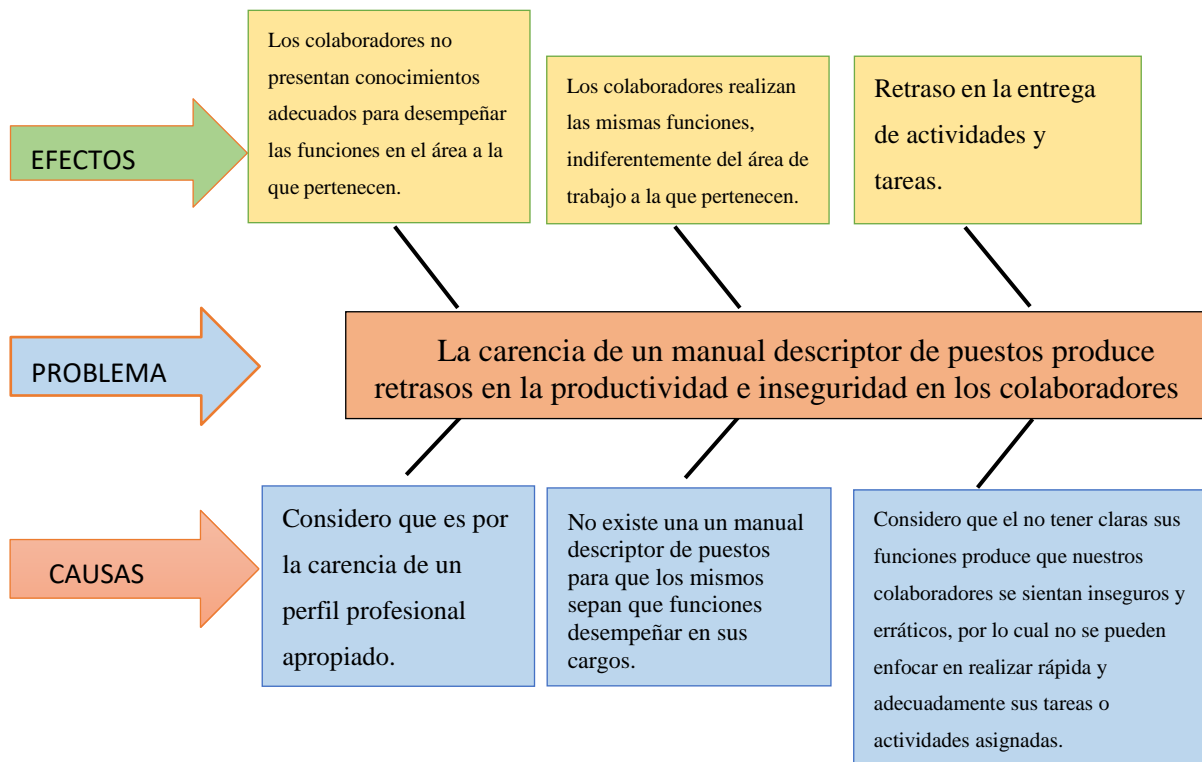 Los colaboradores no
presentan conocimientos
adecuados para desempeñar
las funciones en el área a la
que pertenecen.
Los colaboradores realizan
las mismas funciones,
indiferentemente del área de
trabajo a la que pertenecen.
Retraso en la entrega
de actividades y
tareas.
EFECTOS
PROBLEMA
La carencia de un manual descriptor de puestos produce
retrasos en la productividad e inseguridad en los colaboradores
CAUSAS
Considero que es por
la carencia de un
perfil profesional
apropiado.
No existe una un manual
descriptor de puestos
para que los mismos
sepan que funciones
desempeñar en sus
cargos.
Considero que el no tener claras sus
funciones produce que nuestros
colaboradores se sientan inseguros y
erráticos, por lo cual no se pueden
enfocar en realizar rápida y
adecuadamente sus tareas o
actividades asignadas.